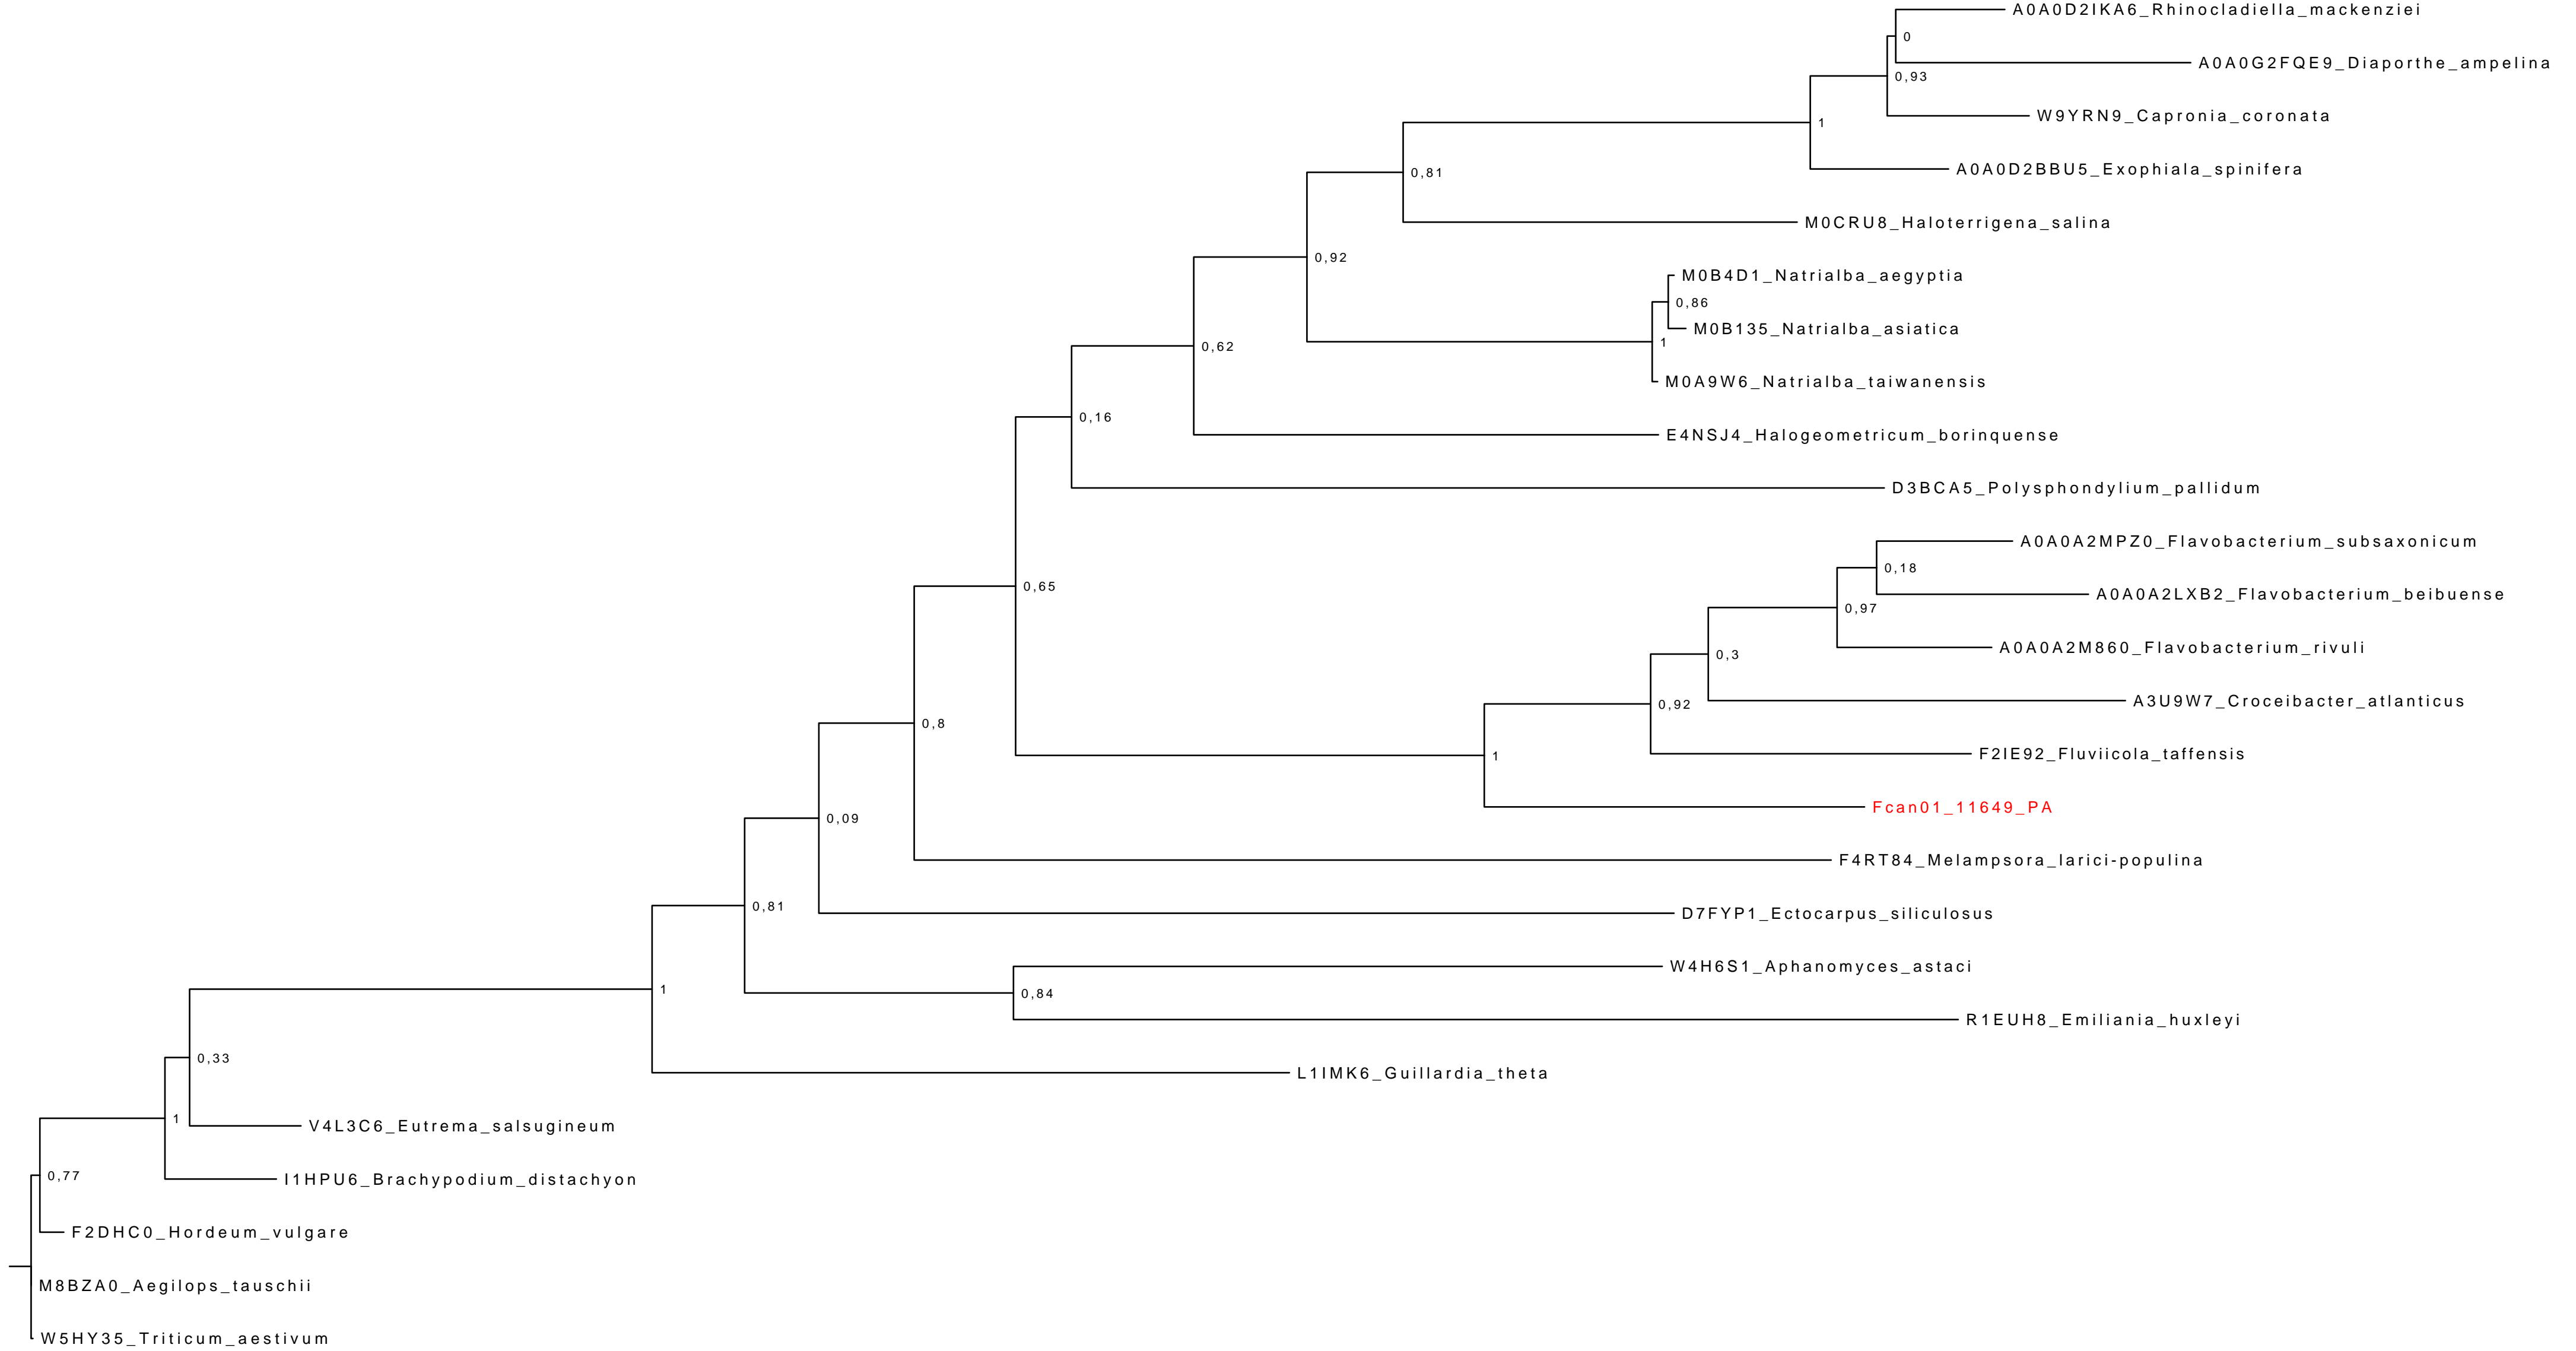 A0A0D2IKA6_Rhinocladiella_mackenziei
0
A0A0G2FQE9_Diaporthe_ampelina
0,93
W9YRN9_Capronia_coronata
1
A0A0D2BBU5_Exophiala_spinifera
0,81
M0CRU8_Haloterrigena_salina
0,92
M0B4D1_Natrialba_aegyptia
0,86
M0B135_Natrialba_asiatica
1
0,62
M0A9W6_Natrialba_taiwanensis
0,16
E4NSJ4_Halogeometricum_borinquense
D3BCA5_Polysphondylium_pallidum
A0A0A2MPZ0_Flavobacterium_subsaxonicum
0,18
0,65
A0A0A2LXB2_Flavobacterium_beibuense
0,97
A0A0A2M860_Flavobacterium_rivuli
0,3
A3U9W7_Croceibacter_atlanticus
0,92
0,8
F2IE92_Fluviicola_taffensis
1
Fcan01_11649_PA
0,09
F4RT84_Melampsora_larici-populina
0,81
D7FYP1_Ectocarpus_siliculosus
W4H6S1_Aphanomyces_astaci
1
0,84
R1EUH8_Emiliania_huxleyi
0,33
L1IMK6_Guillardia_theta
1
V4L3C6_Eutrema_salsugineum
0,77
I1HPU6_Brachypodium_distachyon
F2DHC0_Hordeum_vulgare
M8BZA0_Aegilops_tauschii
W5HY35_Triticum_aestivum